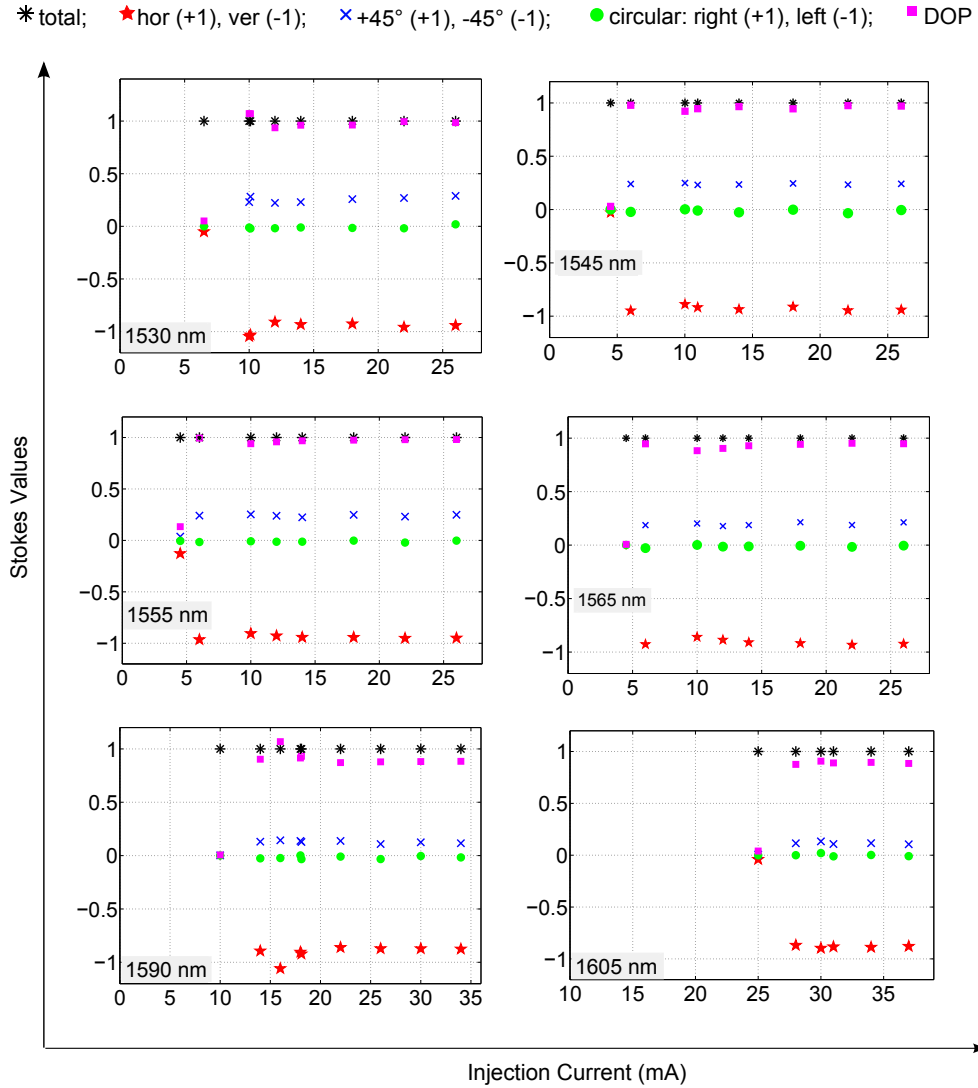 total; hor (+1), ver (-1); +45° (+1), -45° (-1); circular: right (+1), left (-1); DOP
Stokes Values
1
0.5
0
−0.5
−1
1530 nm
0 5 10 15 20 25
1
0.5
0
−0.5
−1
1545 nm
0 5 10 15 20 25
1
0.5
0
−0.5
−1
1555 nm
0 5 10 15 20 25
1
0.5
0
−0.5
−1
1565 nm
0 5 10 15 20 25
1
0.5
0
−0.5
−1
1590 nm
0 5 10 15 20 25 30 35
1
0.5
0
−0.5
−1
1605 nm
10 10 15 20 25 30 35
Injection Current (mA)